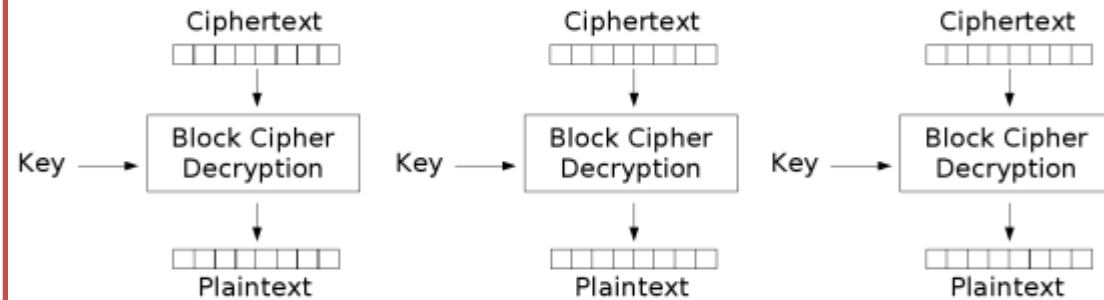 Ciphertext Ciphertext Ciphertext
Key Block Cipher Decryption Key Block Cipher Decryption Key Block Cipher Decryption
Plaintext Plaintext Plaintext